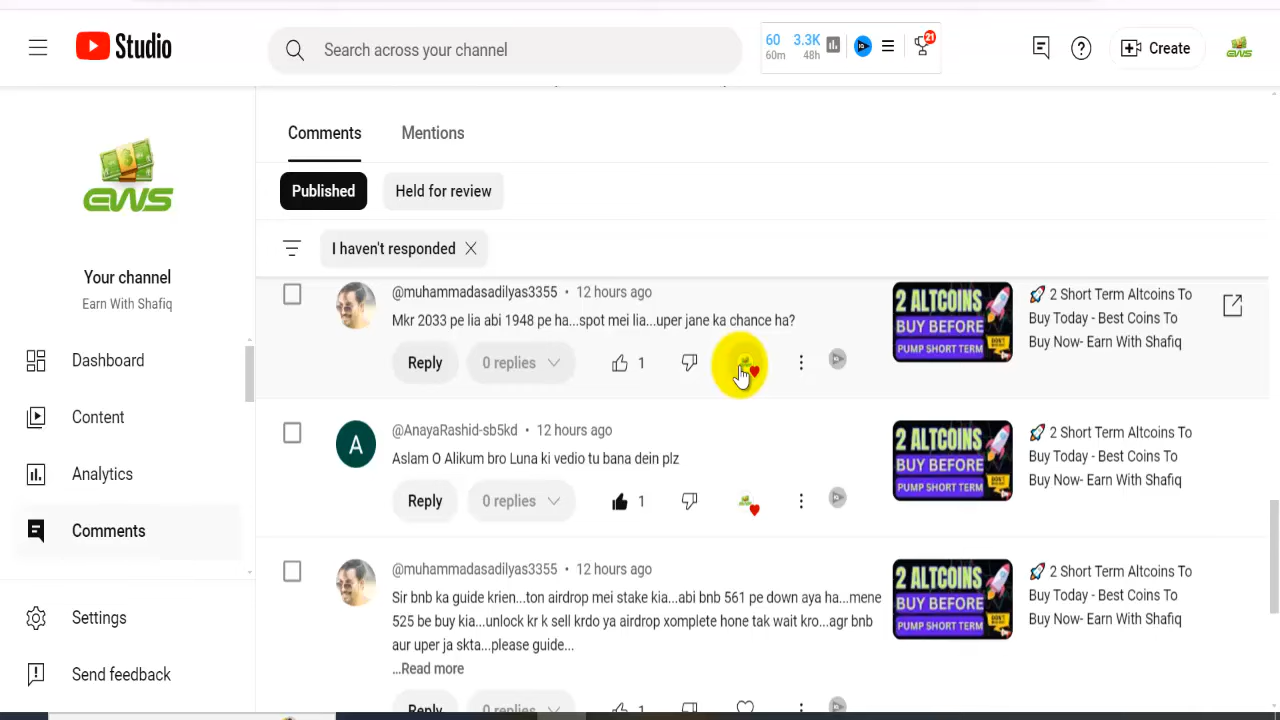 Studio
Search across your channel
60 3.3K
60m 48h
21
Create
EWS
Comments Mentions
Published Held for review
I haven't responded
EWS
Your channel
Earn With Shafiq
Dashboard
Content
Analytics
Comments
Settings
Send feedback
@muhammadasadilyas3355 • 12 hours ago
Mkr 2033 pe lia abi 1948 pe ha...spot mei lia...uper jane ka chance ha?
Reply 0 replies 1
2 ALTCOINS
BUY BEFORE
PUMP SHORT TERM
🚀 2 Short Term Altcoins To
Buy Today - Best Coins To
Buy Now- Earn With Shafiq
A
@AnayaRashid-sb5kd • 12 hours ago
Aslam O Alikum bro Luna ki vedio tu bana dein plz
Reply 0 replies 1
2 ALTCOINS
BUY BEFORE
PUMP SHORT TERM
🚀 2 Short Term Altcoins To
Buy Today - Best Coins To
Buy Now- Earn With Shafiq
@muhammadasadilyas3355 • 12 hours ago
Sir bnb ka guide krien...ton airdrop mei stake kia...abi bnb 561 pe down aya ha...mene
525 be buy kia...unlock kr k sell krdo ya airdrop xomplete hone tak wait kro...agr bnb
aur uper ja skta...please guide...
...Read more
Reply 0 replies 1
2 ALTCOINS
BUY BEFORE
PUMP SHORT TERM
🚀 2 Short Term Altcoins To
Buy Today - Best Coins To
Buy Now- Earn With Shafiq